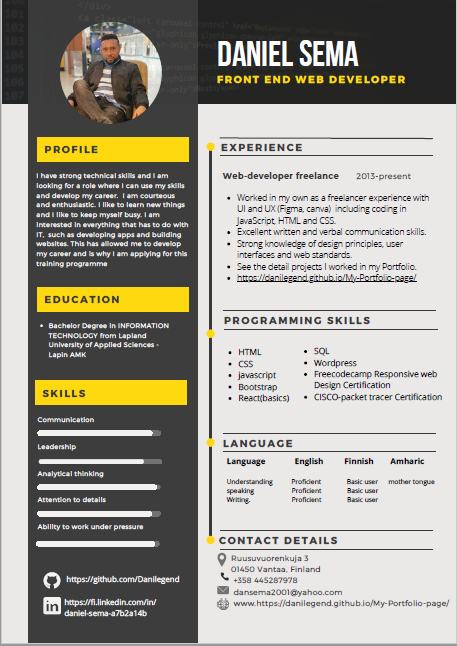 DANIEL SEMA
FRONT END WEB DEVELOPER
PROFILE
I have strong technical skills and I am
looking for a role where I can use my skills
and develop my career. I am courteous
and enthusiastic. I like to learn new things
and I like to keep myself busy. I am
interested in everything that has to do with
IT, such as developing apps and building
websites. This has allowed me to develop
my career and is why I am applying for this
training programme
EDUCATION
Bachelor Degree in INFORMATION
TECHNOLOGY from Lapland
University of Applied Sciences -
Lapin AMK
SKILLS
Communication
Leadership
Analytical thinking
Attention to details
Ability to work under pressure
https://github.com/Danilegend
https://fi.linkedin.com/in/
daniel-sema-a7b2a14b
EXPERIENCE
Web-developer freelance 2013-present
Worked in my own as a freelancer experience with
UI and UX (Figma, canva) including coding in
JavaScript, HTML and CSS.
Excellent written and verbal communication skills.
Strong knowledge of design principles, user
interfaces and web standards.
See the detail projects I worked in my Portfolio.
https://danilegend.github.io/My-Portfolio-page/
PROGRAMMING SKILLS
HTML
CSS
javascript
Bootstrap
React(basics)
SQL
Wordpress
Freecodecamp Responsive web
Design Certification
CISCO-packet tracer Certification
LANGUAGE
Language English Finnish Amharic
Understanding Proficient Basic user mother tongue
speaking Proficient Basic user
Writing. Proficient Basic user
CONTACT DETAILS
Ruusuvuorenkuja 3
01450 Vantaa, Finland
+358 445287978
dansema2001@yahoo.com
www.https://danilegend.github.io/My-Portfolio-page/